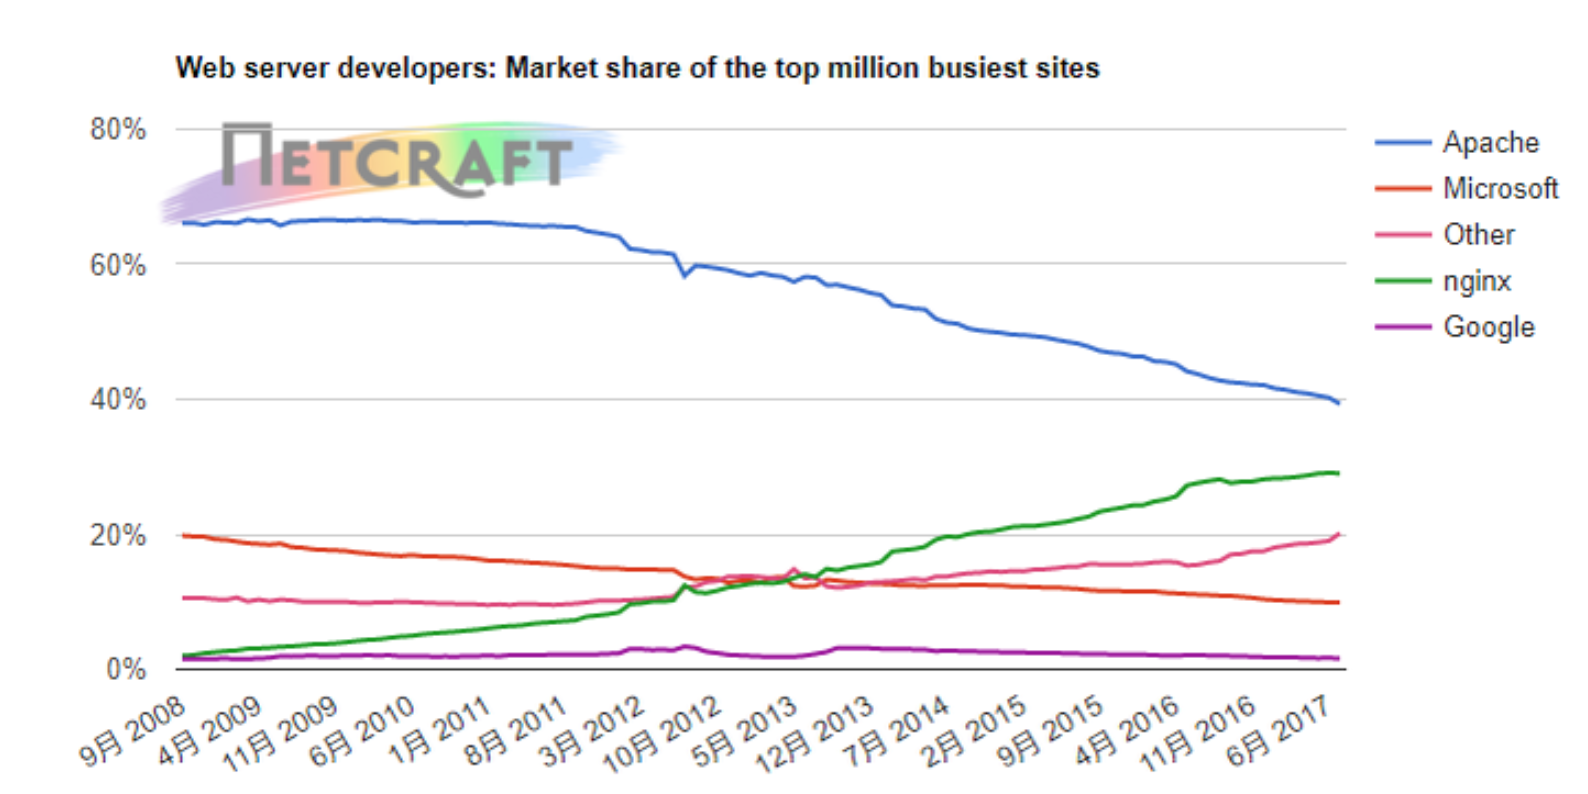 Web server developers: Market share of the top million busiest sites
80%
NETCRAFT
60%
40%
20%
0%
9月 2008
4月 2009
11月 2009
6月 2010
1月 2011
8月 2011
3月 2012
10月 2012
5月 2013
12月 2013
7月 2014
2月 2015
9月 2015
4月 2016
11月 2016
6月 2017
Apache
Microsoft
Other
nginx
Google